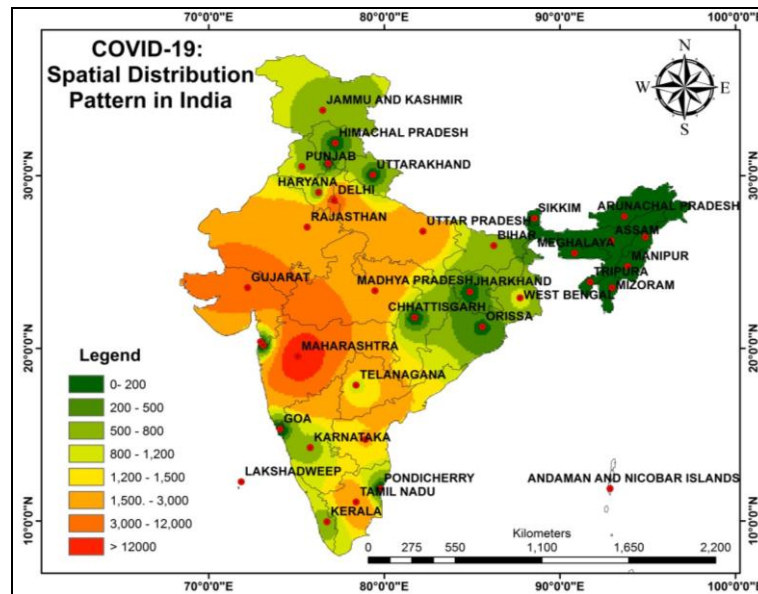 70°0'0"E
80°0'0"E
90°0'0"E
100°0'0"E
COVID-19:
Spatial Distribution
Pattern in India
N
W
E
S
JAMMU AND KASHMIR
HIMACHAL PRADESH
PUNJAB
UTTARAKHAND
30°0'0"N
30°0'0"N
HARYANA
DELHI
SIKKIM
ARUNACHAL PRADESH
RAJASTHAN
UTTAR PRADESH
BIHAR
ASSAM
MEGHALAYA
MANIPUR
GUJARAT
MADHYA PRADESH
JHARKHAND
TRIPURA
MIZORAM
WEST BENGAL
CHHATTISGARH
ORISSA
20°0'0"N
20°0'0"N
MAHARASHTRA
Legend
0- 200
200 - 500
500 - 800
800 - 1,200
1,200 - 1,500
1,500. - 3,000
3,000 - 12,000
> 12000
TELANAGANA
GOA
KARNATAKA
LAKSHADWEEP
PONDICHERRY
ANDAMAN AND NICOBAR ISLANDS
TAMIL NADU
KERALA
10°0'0"N
10°0'0"N
Kilometers
0 275 550 1,100 1,650 2,200
70°0'0"E
80°0'0"E
90°0'0"E
100°0'0"E